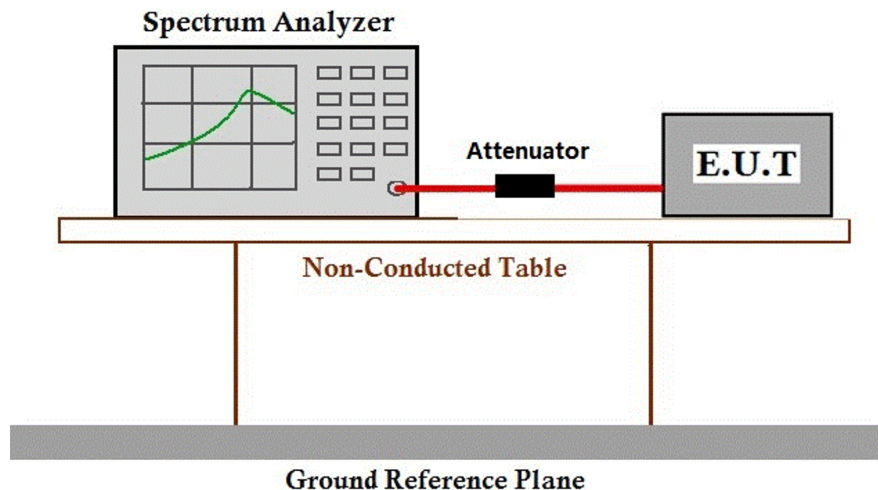 Spectrum Analyzer
Attenuator
E.U.T
Non-Conducted Table
Ground Reference Plane